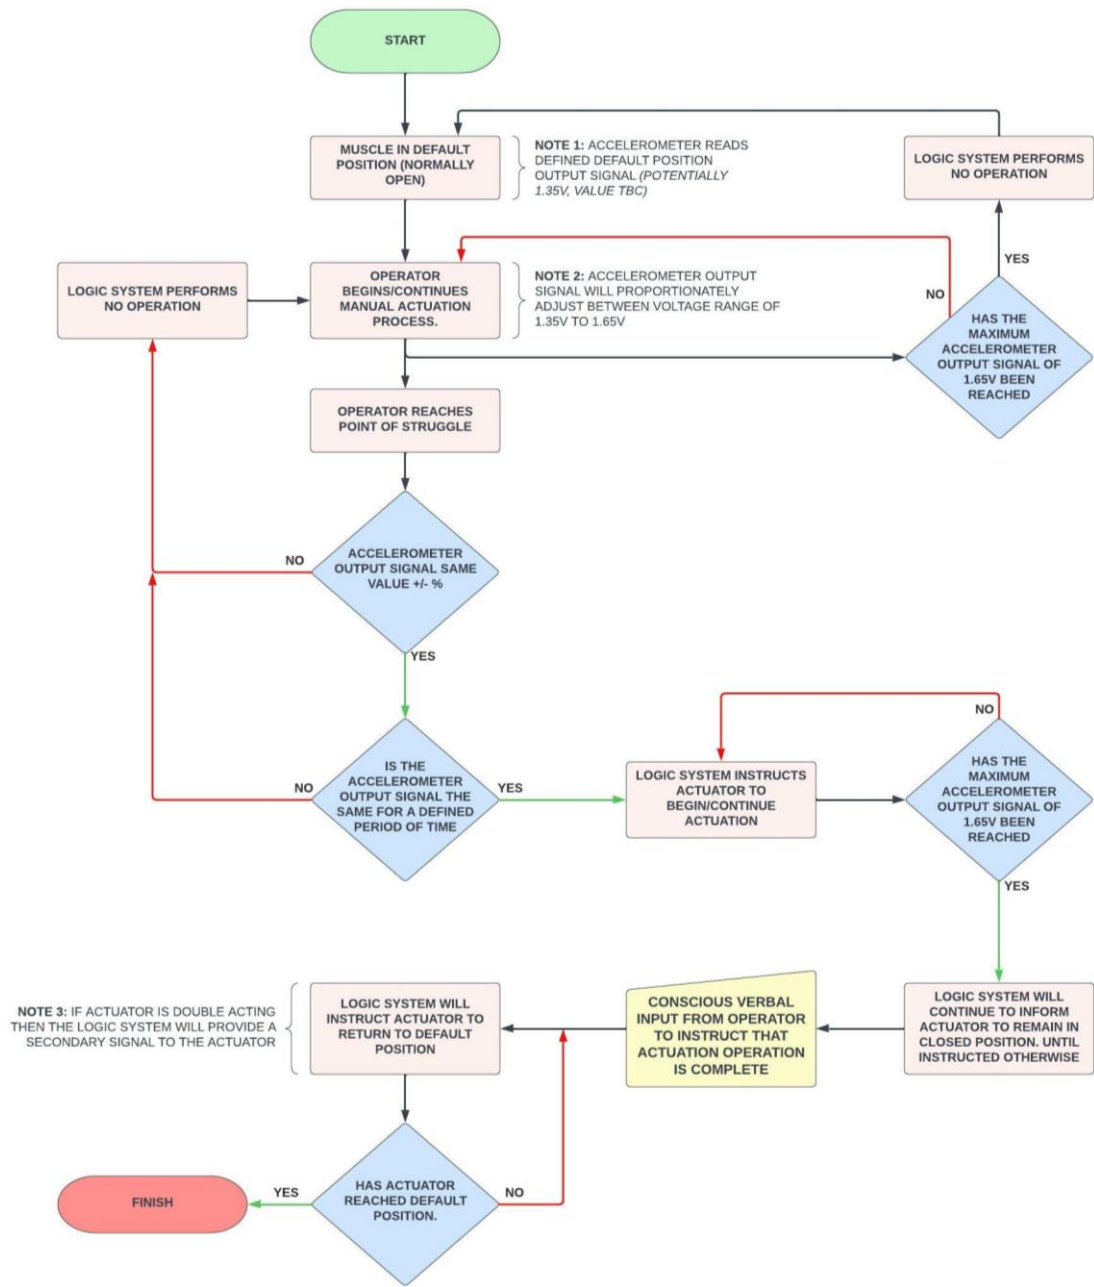 START
MUSCLE IN DEFAULT
POSITION (NORMALLY
OPEN)
NOTE 1: ACCELEROMETER READS
DEFINED DEFAULT POSITION
OUTPUT SIGNAL (POTENTIALLY
1.35V, VALUE TBC)
LOGIC SYSTEM PERFORMS
NO OPERATION
YES
LOGIC SYSTEM PERFORMS
NO OPERATION
OPERATOR
BEGINS/CONTINUES
MANUAL ACTUATION
PROCESS.
NOTE 2: ACCELEROMETER OUTPUT
SIGNAL WILL PROPORTIONATELY
ADJUST BETWEEN VOLTAGE RANGE OF
1.35V TO 1.65V
NO
HAS THE
MAXIMUM
ACCELEROMETER
OUTPUT SIGNAL OF
1.65V BEEN
REACHED
OPERATOR REACHES
POINT OF STRUGGLE
NO
ACCELEROMETER
OUTPUT SIGNAL SAME
VALUE +/- %
YES
NO
IS THE
ACCELEROMETER
OUTPUT SIGNAL THE
SAME FOR A DEFINED
PERIOD OF TIME
YES
LOGIC SYSTEM INSTRUCTS
ACTUATOR TO
BEGIN/CONTINUE
ACTUATION
NO
HAS THE
MAXIMUM
ACCELEROMETER
OUTPUT SIGNAL OF
1.65V BEEN
REACHED
YES
NOTE 3: IF ACTUATOR IS DOUBLE ACTING
THEN THE LOGIC SYSTEM WILL PROVIDE A
SECONDARY SIGNAL TO THE ACTUATOR
LOGIC SYSTEM WILL
INSTRUCT ACTUATOR TO
RETURN TO DEFAULT
POSITION
CONSCIOUS VERBAL
INPUT FROM OPERATOR
TO INSTRUCT THAT
ACTUATION OPERATION
IS COMPLETE
LOGIC SYSTEM WILL
CONTINUE TO INFORM
ACTUATOR TO REMAIN IN
CLOSED POSITION. UNTIL
INSTRUCTED OTHERWISE
FINISH
YES
HAS ACTUATOR
REACHED DEFAULT
POSITION.
NO